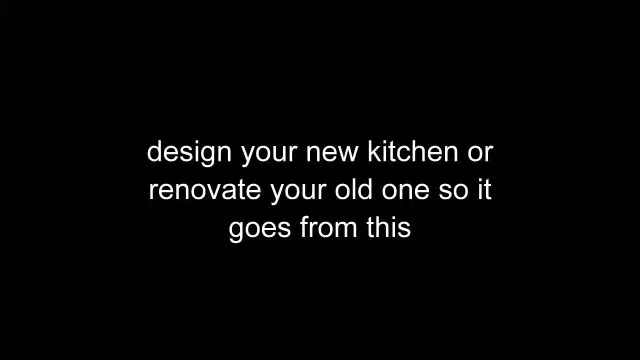 design your new kitchen or
renovate your old one so it
goes from this